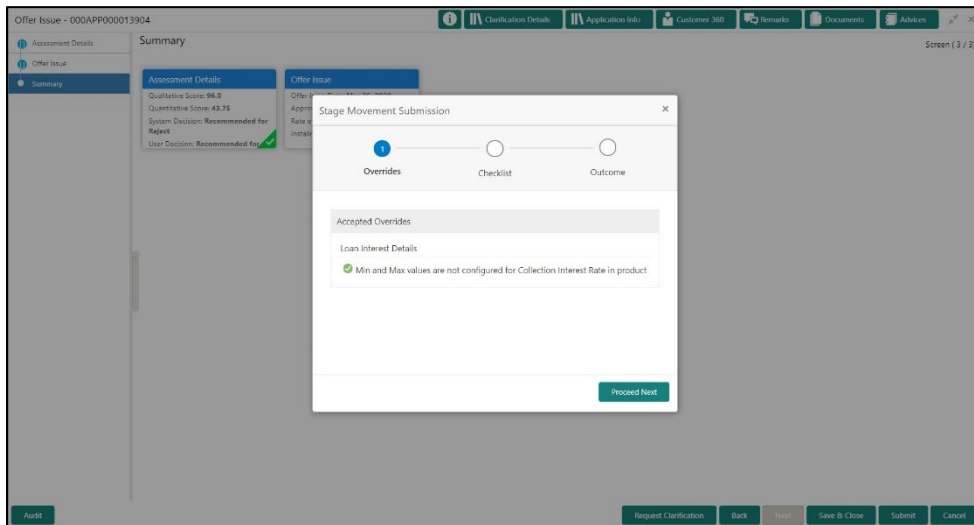 Offer Issue - 000APP000013904
Clarification Details
Application Info
Customer 360
Remarks
Documents
Advices
Assessment Details
Offer Issue
Summary
Summary
Screen ( 3 / 3)
Assessment Details
Qualitative Score: 96.0
Quantitative Score: 43.75
System Decision: Recommended for
Reject
User Decision: Recommended for
Offer Issue
Stage Movement Submission
1
Overrides
Checklist
Outcome
Accepted Overrides
Loan Interest Details
Min and Max values are not configured for Collection Interest Rate in product
Proceed Next
Audit
Request Clarification
Back
Next
Save & Close
Submit
Cancel